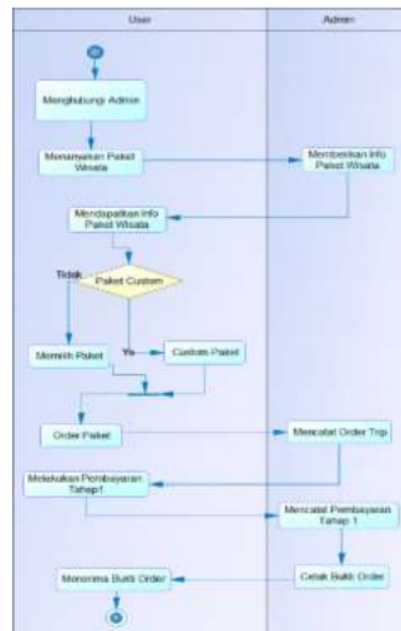 User
Admin
Menghubungi Admin
Menanyakan Paket
Wisata
Memberikan Info
Paket Wisata
Mendapatkan Info
Paket Wisata
Paket Custom
Tidak
Ya
Memilih Paket
Custom Paket
Order Paket
Mencatat Order Trip
Melakukan Pembayaran
Tahap1
Mencatat Pembayaran
Tahap 1
Cetak Bukti Order
Menerima Bukti Order